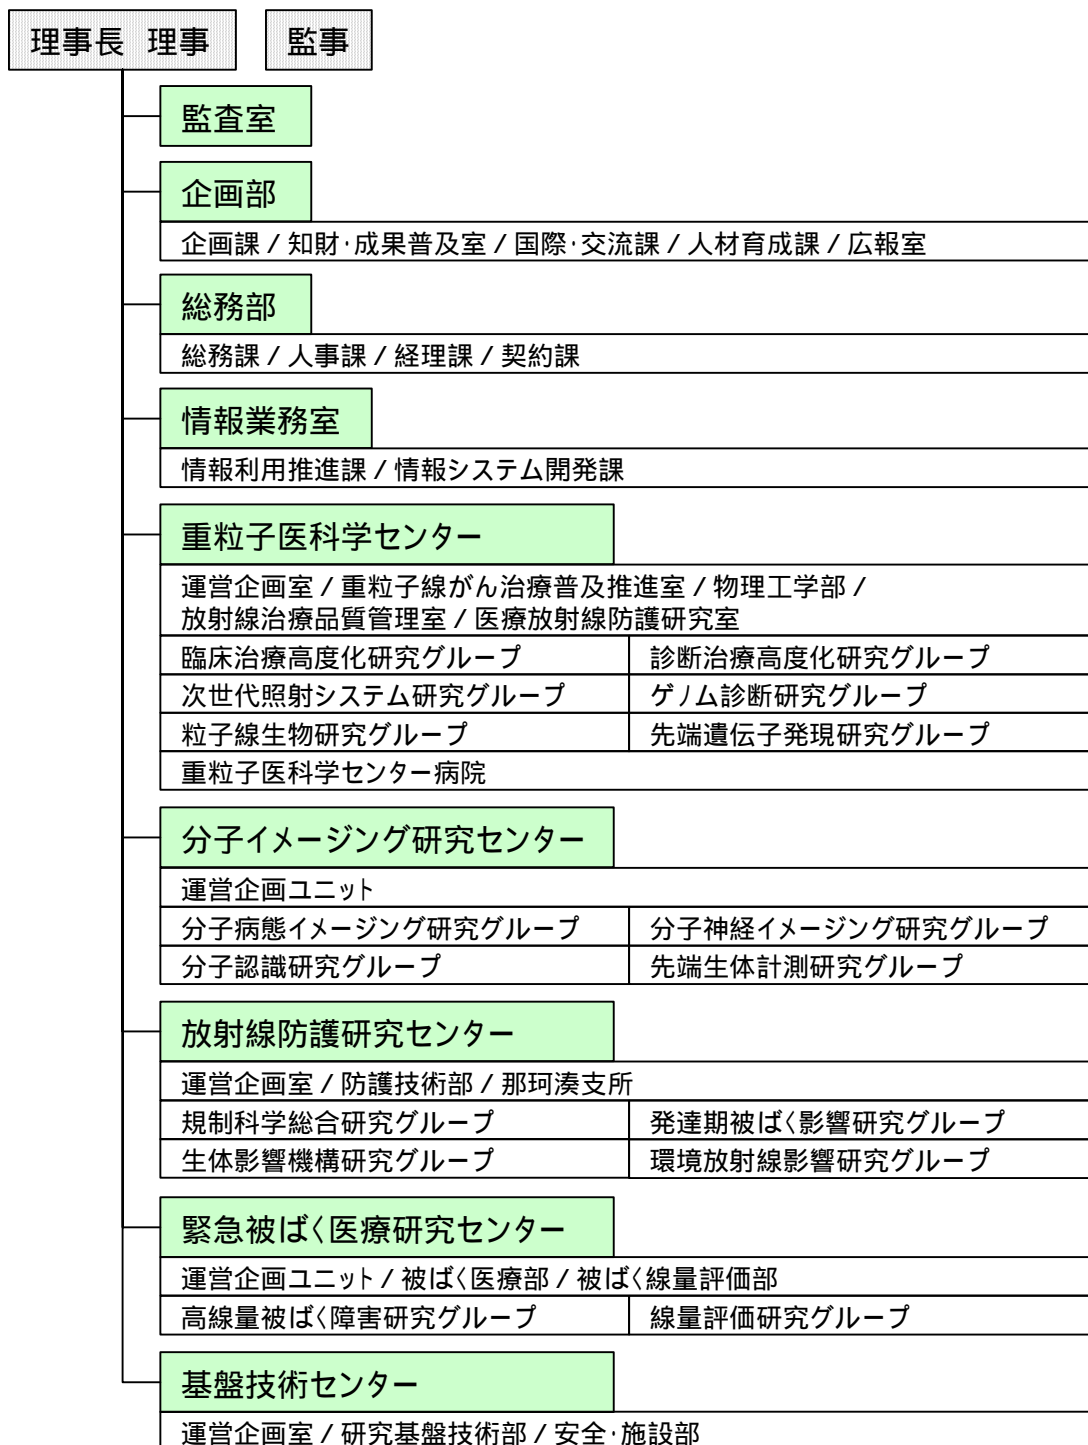 理事長 理事 監事
監査室
企画部
企画課 / 知財・成果普及室 / 国際・交流課 / 人材育成課 / 広報室
総務部
総務課 / 人事課 / 経理課 / 契約課
情報業務室
情報利用推進課 / 情報システム開発課
重粒子医科学センター
運営企画室 / 重粒子線がん治療普及推進室 / 物理工学部 /
放射線治療品質管理室 / 医療放射線防護研究室
臨床治療高度化研究グループ 診断治療高度化研究グループ
次世代照射システム研究グループ ゲノム診断研究グループ
粒子線生物研究グループ 先端遺伝子発現研究グループ
重粒子医科学センター病院
分子イメージング研究センター
運営企画ユニット
分子病態イメージング研究グループ 分子神経イメージング研究グループ
分子認識研究グループ 先端生体計測研究グループ
放射線防護研究センター
運営企画室 / 防護技術部 / 那珂湊支所
規制科学総合研究グループ 発達期被ばく影響研究グループ
生体影響機構研究グループ 環境放射線影響研究グループ
緊急被ばく医療研究センター
運営企画ユニット / 被ばく医療部 / 被ばく線量評価部
高線量被ばく障害研究グループ 線量評価研究グループ
基盤技術センター
運営企画室 / 研究基盤技術部 / 安全・施設部